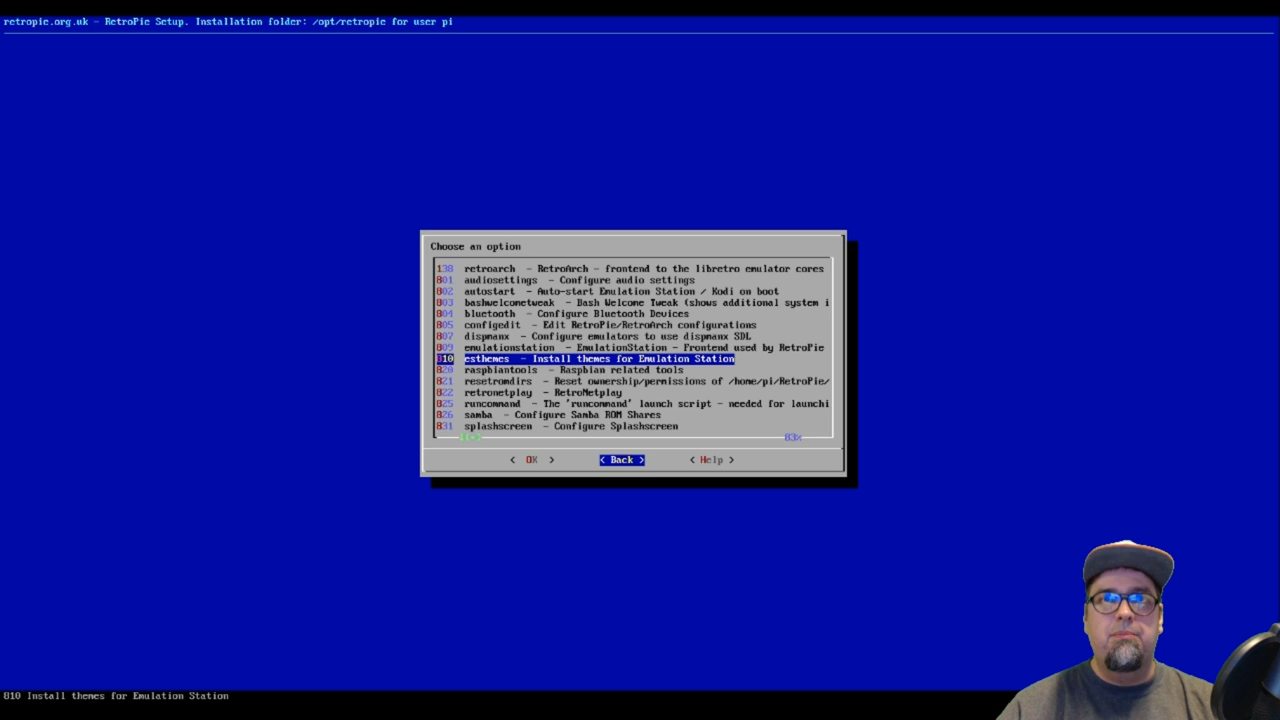 retropie.org.uk - RetroPie Setup. Installation folder: /opt/retropie for user pi
Choose an option
138 retroarch - RetroArch - frontend to the libretro emulator cores
801 audiosettings - Configure audio settings
802 autostart - Auto-start Emulation Station / Kodi on boot
803 bashwelcometweak - Bash Welcome Tweak (shows additional system i
804 bluetooth - Configure Bluetooth Devices
805 configedit - Edit RetroPie/RetroArch configurations
807 dispmanx - Configure emulators to use dispmanx SDL
809 emulationstation - EmulationStation - Frontend used by RetroPie
810 esthemes - Install themes for Emulation Station
820 raspbiantools - Raspbian related tools
821 resetromdirs - Reset ownership/permissions of /home/pi/RetroPie/
822 retronetplay - RetroNetplay
825 runcommand - The 'runcommand' launch script - needed for launchi
826 samba - Configure Samba ROM Shares
831 splashscreen - Configure Splashscreen
83%
< OK > < Back > < Help >
810 Install themes for Emulation Station